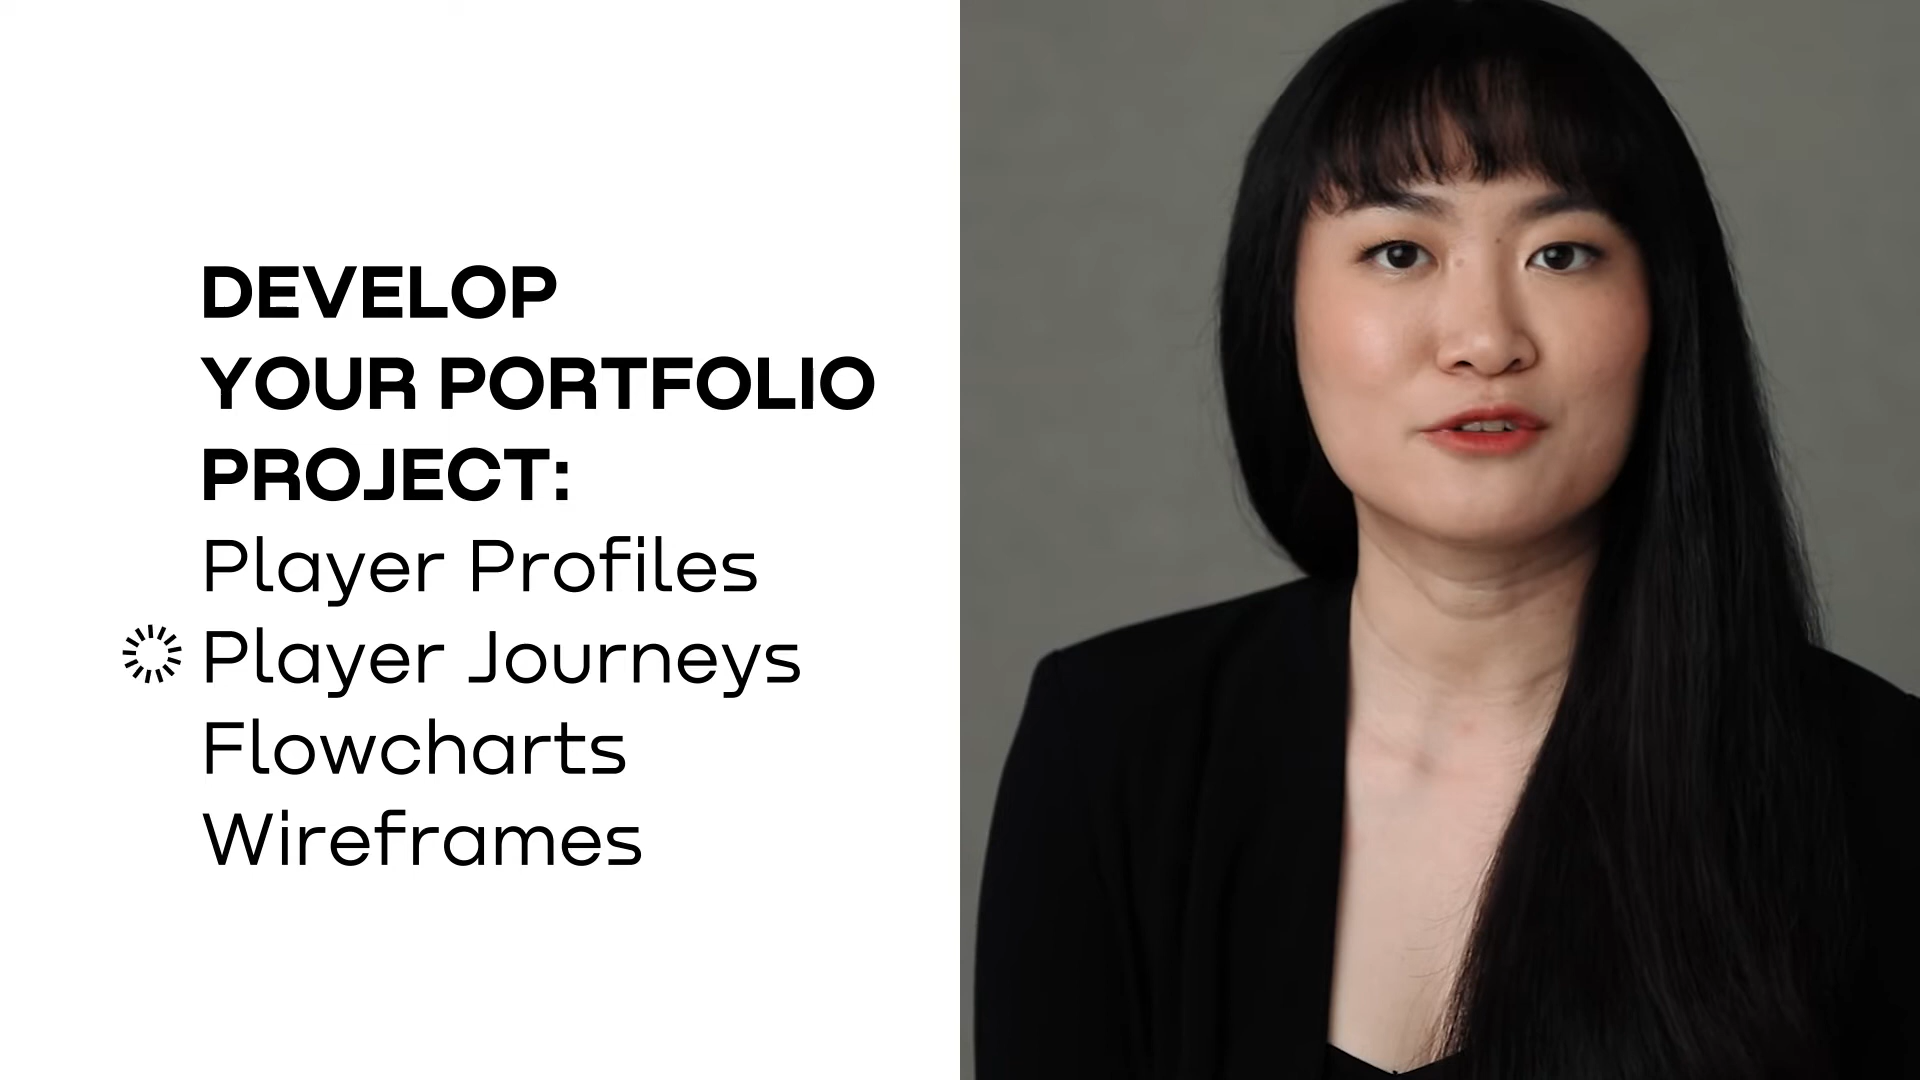 DEVELOP
YOUR PORTFOLIO
PROJECT:
Player Profiles
Player Journeys
Flowcharts
Wireframes